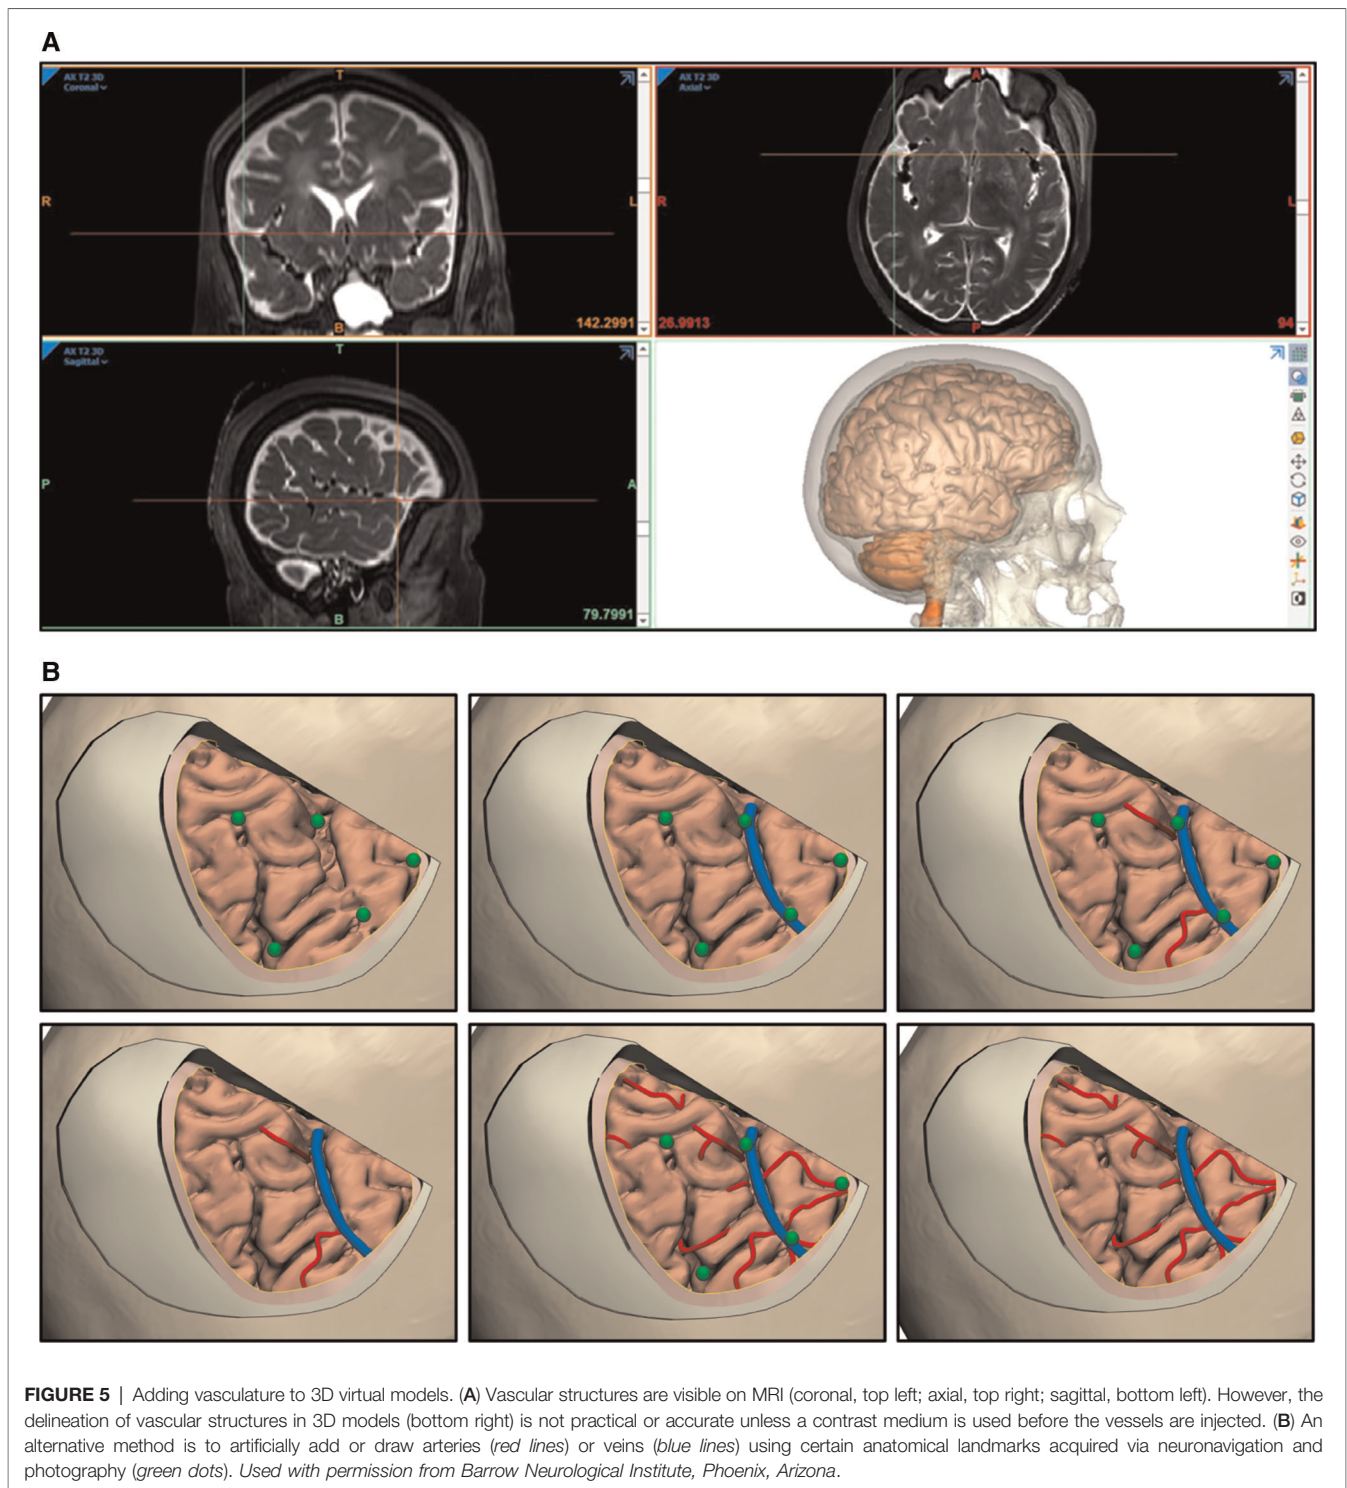 A
AX T2 3D
Coronal
T
R
L
B
142.2991
AX T2 3D
Axial
A
R
L
26.9913
P
94
AX T2 3D
Sagittal
T
P
A
B
79.7991
B
FIGURE 5 | Adding vasculature to 3D virtual models. (A) Vascular structures are visible on MRI (coronal, top left; axial, top right; sagittal, bottom left). However, the
delineation of vascular structures in 3D models (bottom right) is not practical or accurate unless a contrast medium is used before the vessels are injected. (B) An
alternative method is to artificially add or draw arteries (red lines) or veins (blue lines) using certain anatomical landmarks acquired via neuronavigation and
photography (green dots). Used with permission from Barrow Neurological Institute, Phoenix, Arizona.